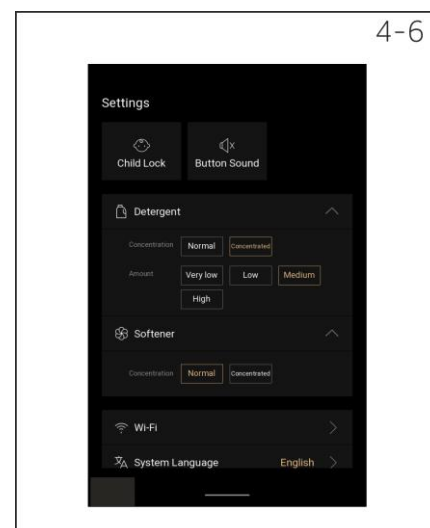 4-6
Settings
Child Lock Button Sound
Detergent
Concentration Normal Concentrated
Amount Very low Low Medium
High
Softener
Concentration Normal Concentrated
Wi-Fi
System Language English